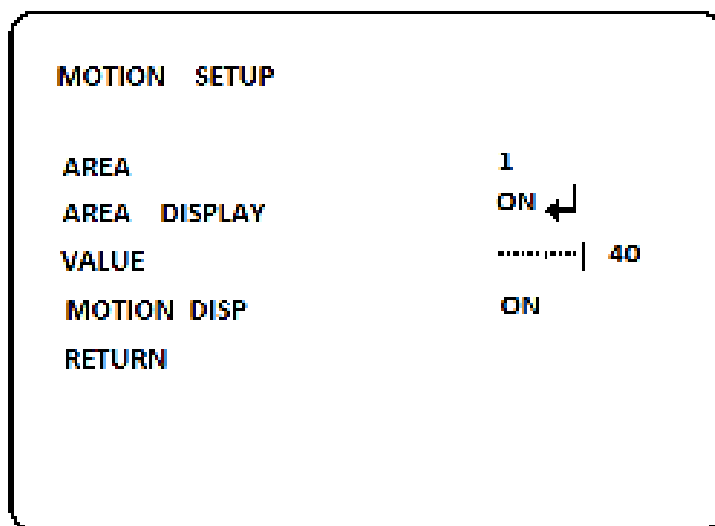 MOTION SETUP
AREA 1
AREA DISPLAY ON
VALUE 40
MOTION DISP ON
RETURN